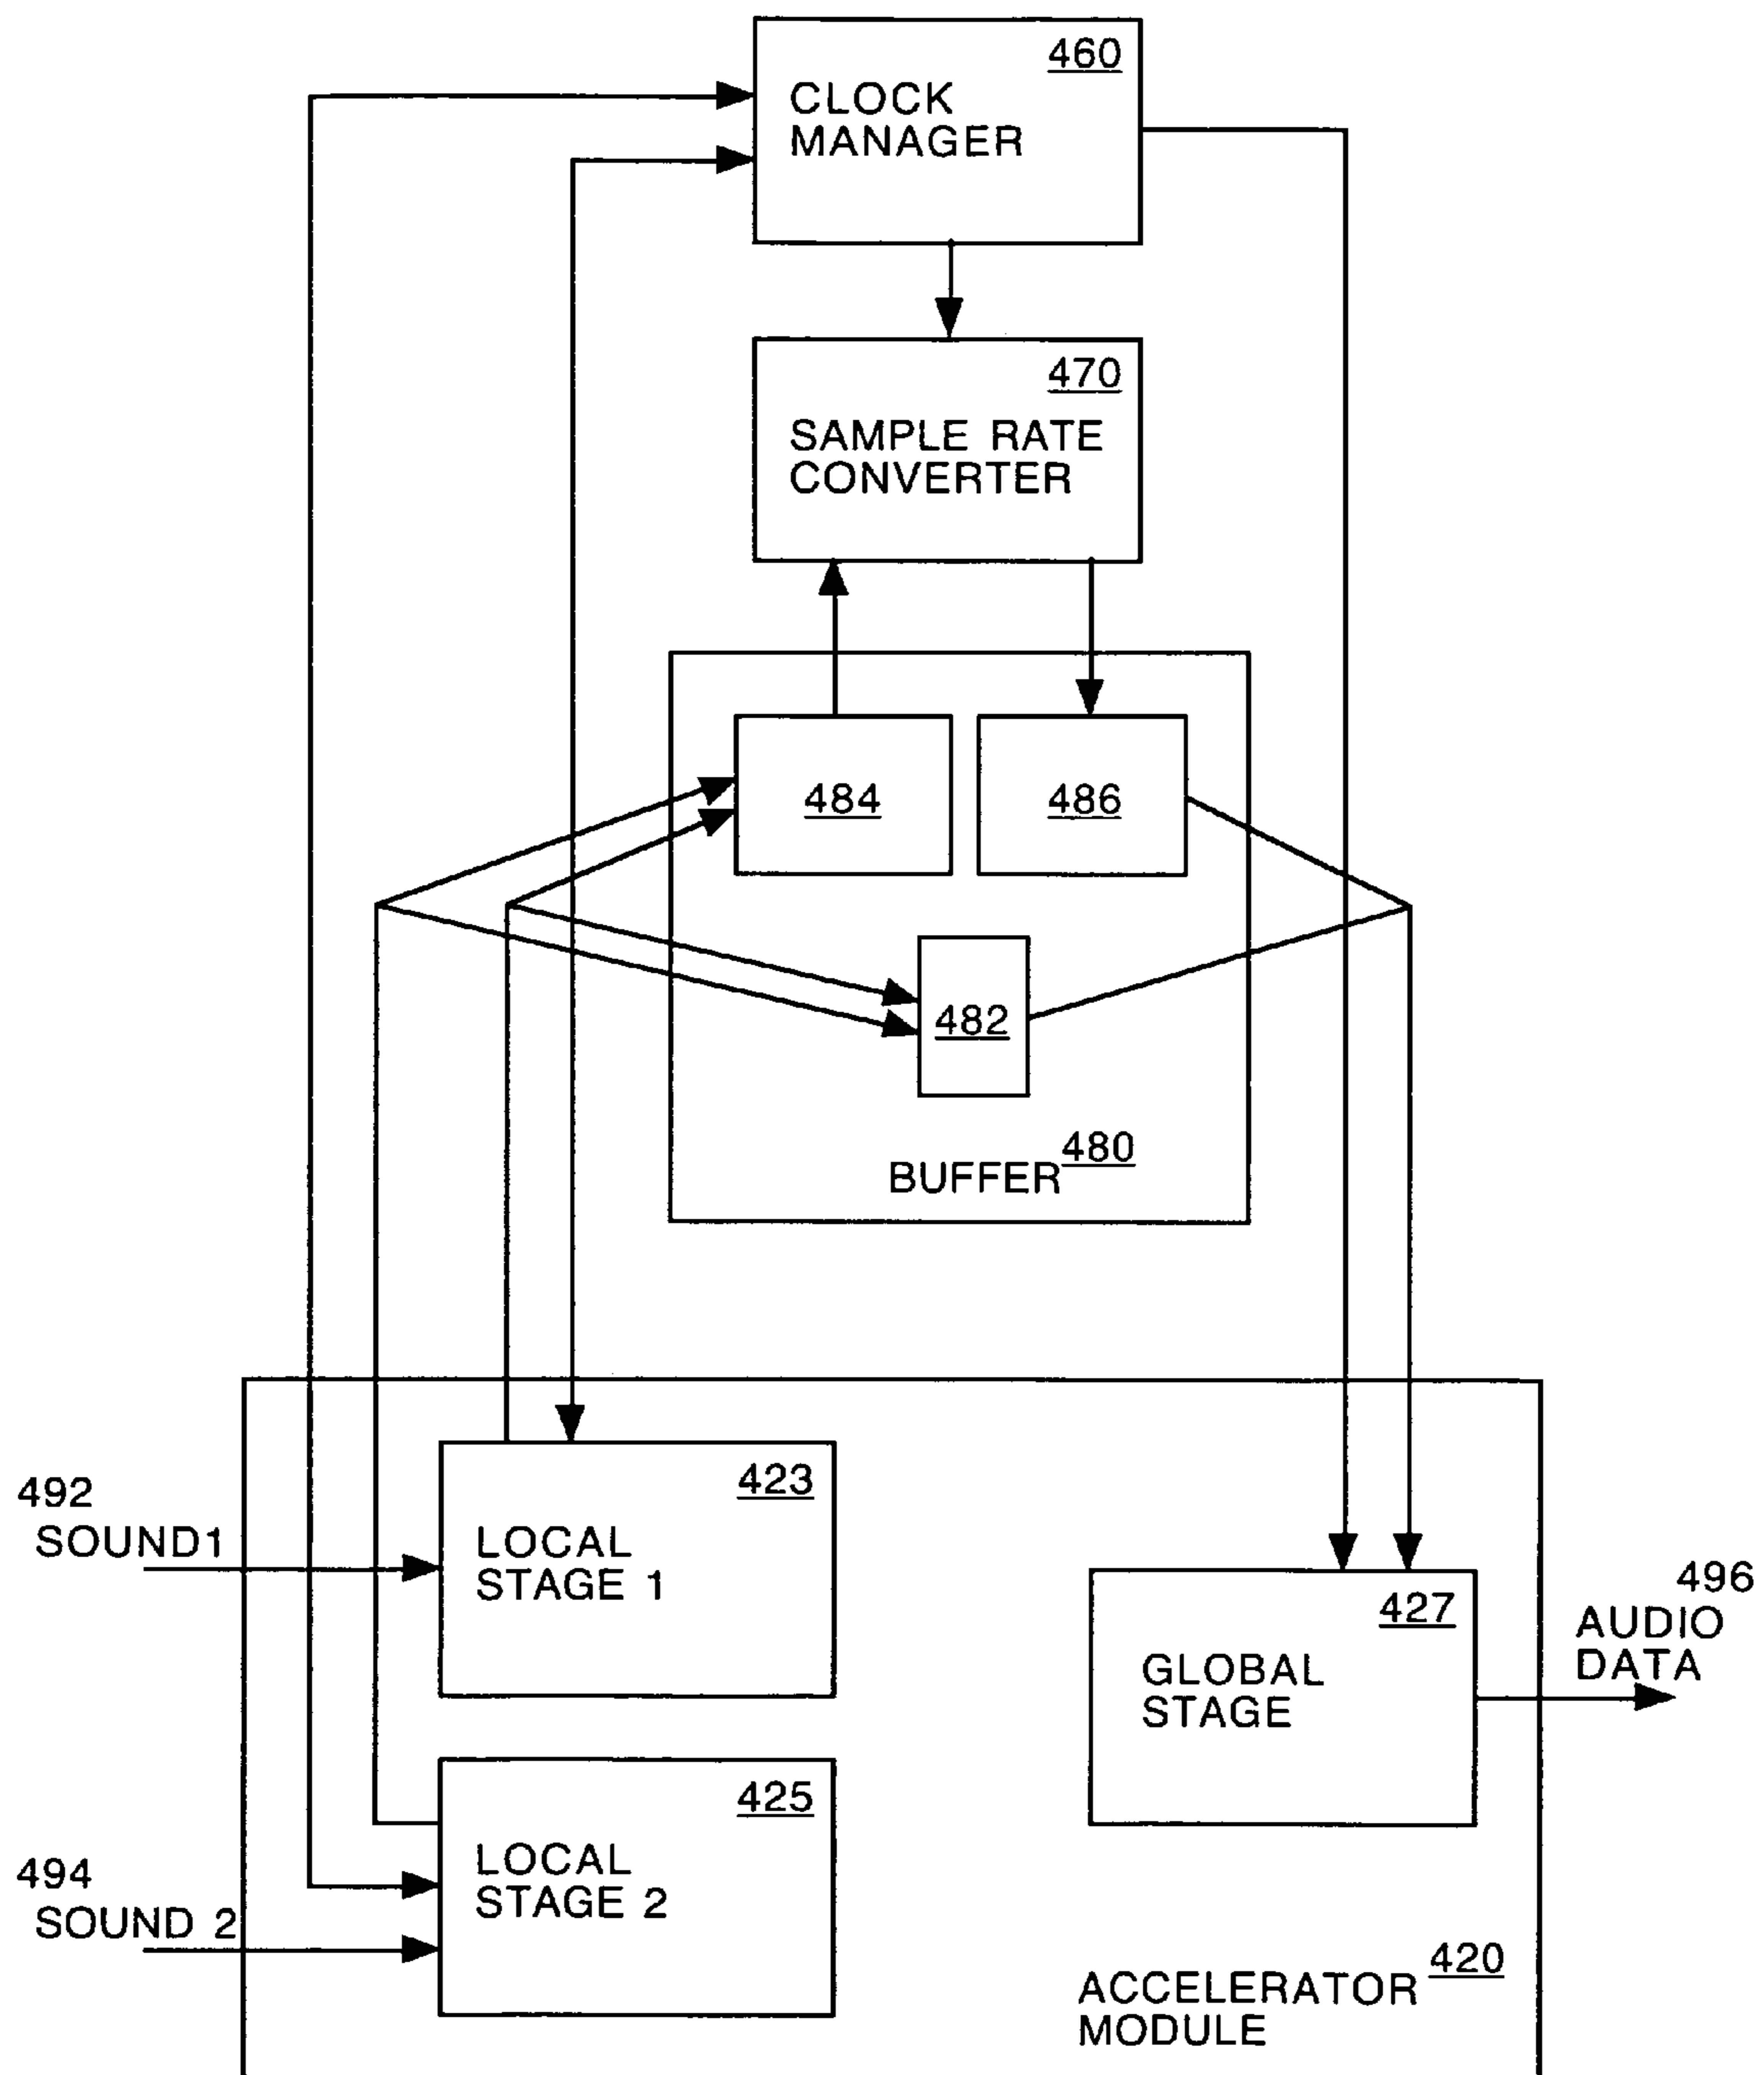 460
CLOCK
MANAGER
470
SAMPLE RATE
CONVERTER
484
486
482
480
BUFFER
492
SOUND1
423
LOCAL
STAGE 1
427
GLOBAL
STAGE
496
AUDIO
DATA
425
LOCAL
STAGE 2
494
SOUND 2
420
ACCELERATOR
MODULE